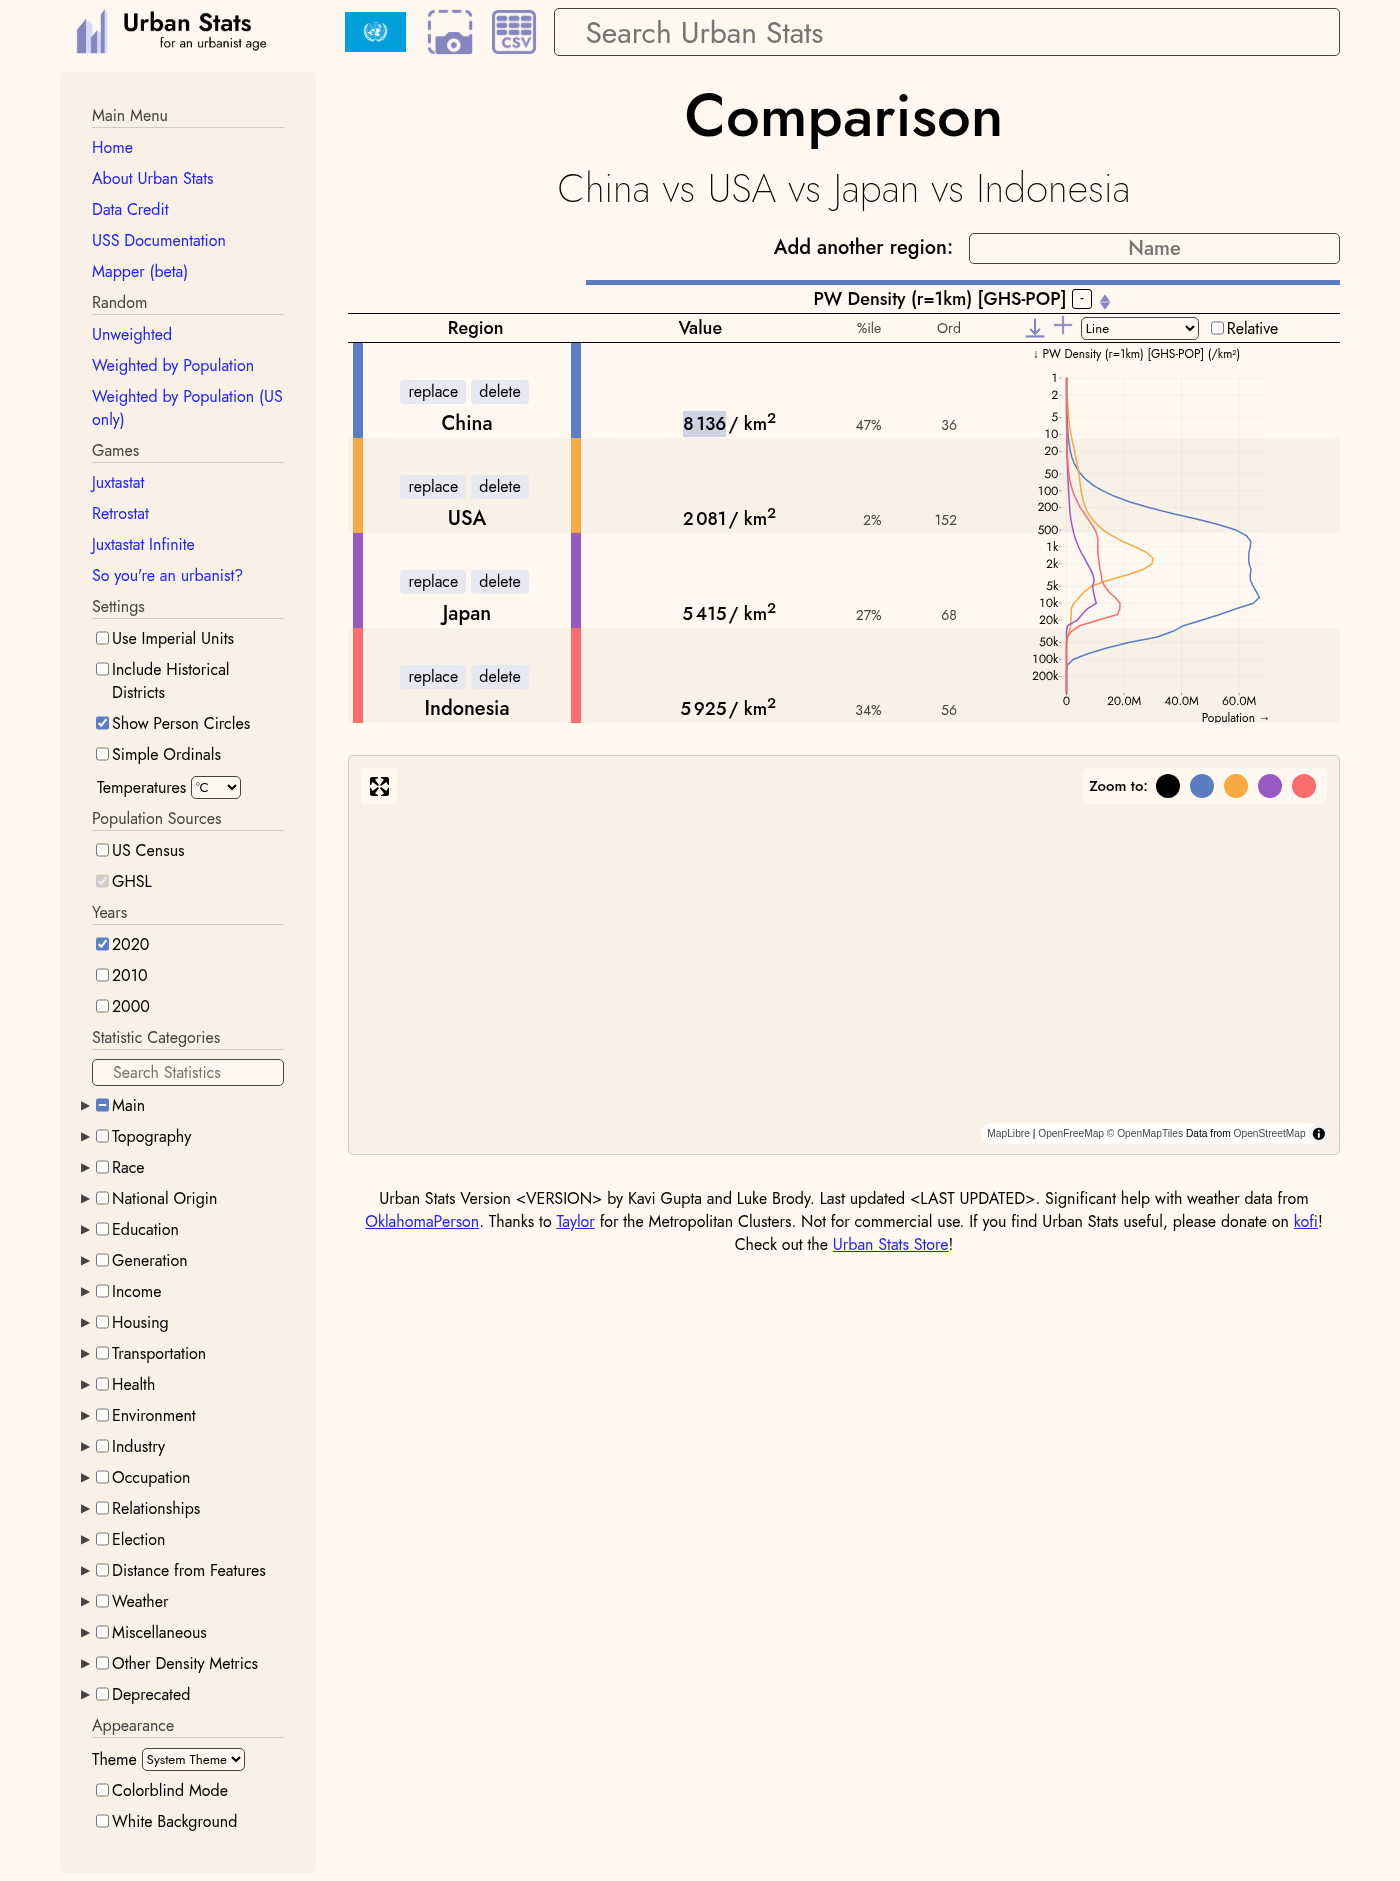 Urban Stats
for an urbanist age
CSV
Search Urban Stats
Main Menu
Home
About Urban Stats
Data Credit
USS Documentation
Mapper (beta)
Random
Unweighted
Weighted by Population
Weighted by Population (US
only)
Games
Juxtastat
Retrostat
Juxtastat Infinite
So you're an urbanist?
Settings
Use Imperial Units
Include Historical
Districts
Show Person Circles
Simple Ordinals
Temperatures °C
Population Sources
US Census
GHSL
Years
2020
2010
2000
Statistic Categories
Search Statistics
Main
Topography
Race
National Origin
Education
Generation
Income
Housing
Transportation
Health
Environment
Industry
Occupation
Relationships
Election
Distance from Features
Weather
Miscellaneous
Other Density Metrics
Deprecated
Appearance
Theme System Theme
Colorblind Mode
White Background
Comparison
China vs USA vs Japan vs Indonesia
Add another region: Name
PW Density (r=1km) [GHS-POP] -
Region Value %ile Ord Line Relative
replace delete
China 8 136 / km² 47% 36
replace delete
USA 2 081 / km² 2% 152
replace delete
Japan 5 415 / km² 27% 68
replace delete
Indonesia 5 925 / km² 34% 56
↓ PW Density (r=1km) [GHS-POP] (/km²)
1
2
5
10
20
50
100
200
500
1k
2k
5k
10k
20k
50k
100k
200k
0 20.0M 40.0M 60.0M
Population →
Zoom to:
MapLibre | OpenFreeMap © OpenMapTiles Data from OpenStreetMap
Urban Stats Version <VERSION> by Kavi Gupta and Luke Brody. Last updated <LAST UPDATED>. Significant help with weather data from
OklahomaPerson. Thanks to Taylor for the Metropolitan Clusters. Not for commercial use. If you find Urban Stats useful, please donate on kofi!
Check out the Urban Stats Store!